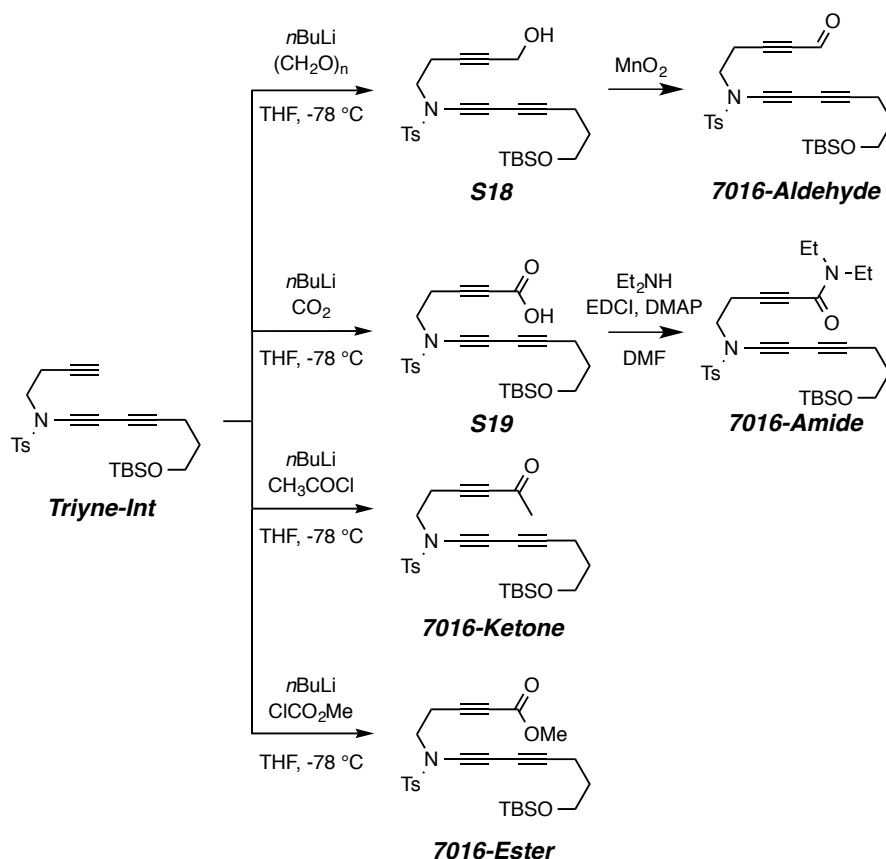 nBuLi
(CH2O)n
THF, -78 °C
OH
N
Ts
TBSO
S18
MnO2
O
N
Ts
TBSO
7016-Aldehyde
nBuLi
CO2
THF, -78 °C
O
OH
N
Ts
TBSO
S19
Et2NH
EDCI, DMAP
DMF
Et
N-Et
O
N
Ts
TBSO
7016-Amide
N
Ts
TBSO
Triyne-Int
nBuLi
CH3COCl
THF, -78 °C
O
N
Ts
TBSO
7016-Ketone
nBuLi
ClCO2Me
THF, -78 °C
O
OMe
N
Ts
TBSO
7016-Ester